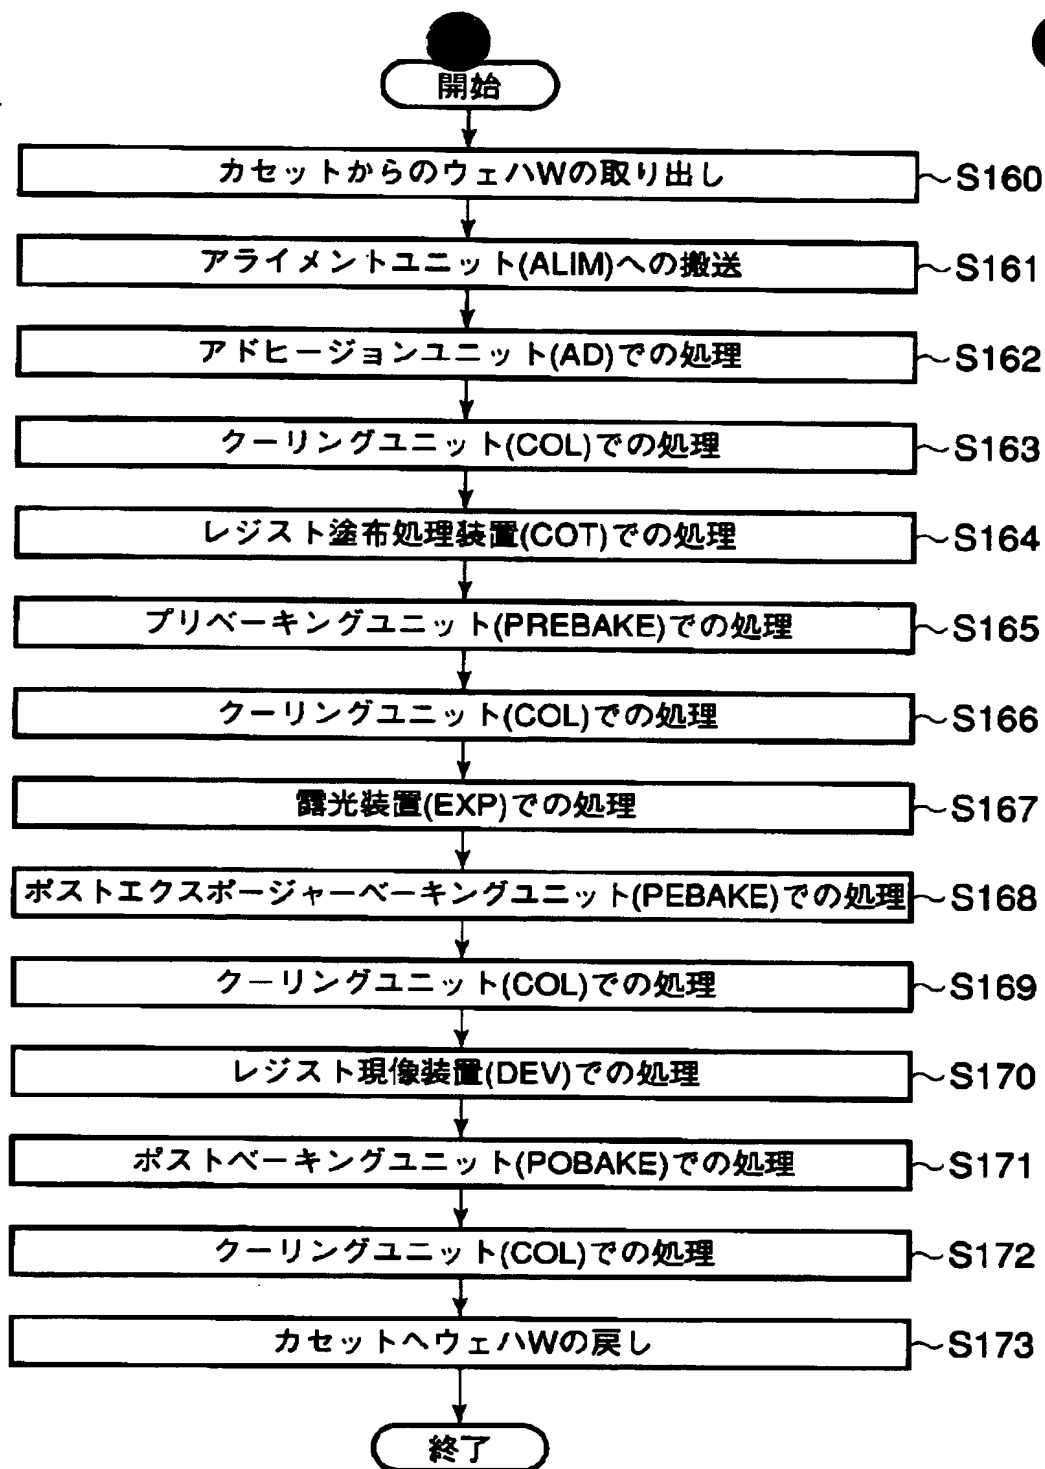 開始
カセットからのウェハWの取り出し ～S160
アライメントユニット(ALIM)への搬送 ～S161
アドヒージョンユニット(AD)での処理 ～S162
クーリングユニット(COL)での処理 ～S163
レジスト塗布処理装置(COT)での処理 ～S164
プリベーキングユニット(PREBAKE)での処理 ～S165
クーリングユニット(COL)での処理 ～S166
露光装置(EXP)での処理 ～S167
ポストエクスポージャーベーキングユニット(PEBAKE)での処理 ～S168
クーリングユニット(COL)での処理 ～S169
レジスト現像装置(DEV)での処理 ～S170
ポストベーキングユニット(POBAKE)での処理 ～S171
クーリングユニット(COL)での処理 ～S172
カセットへウェハWの戻し ～S173
終了